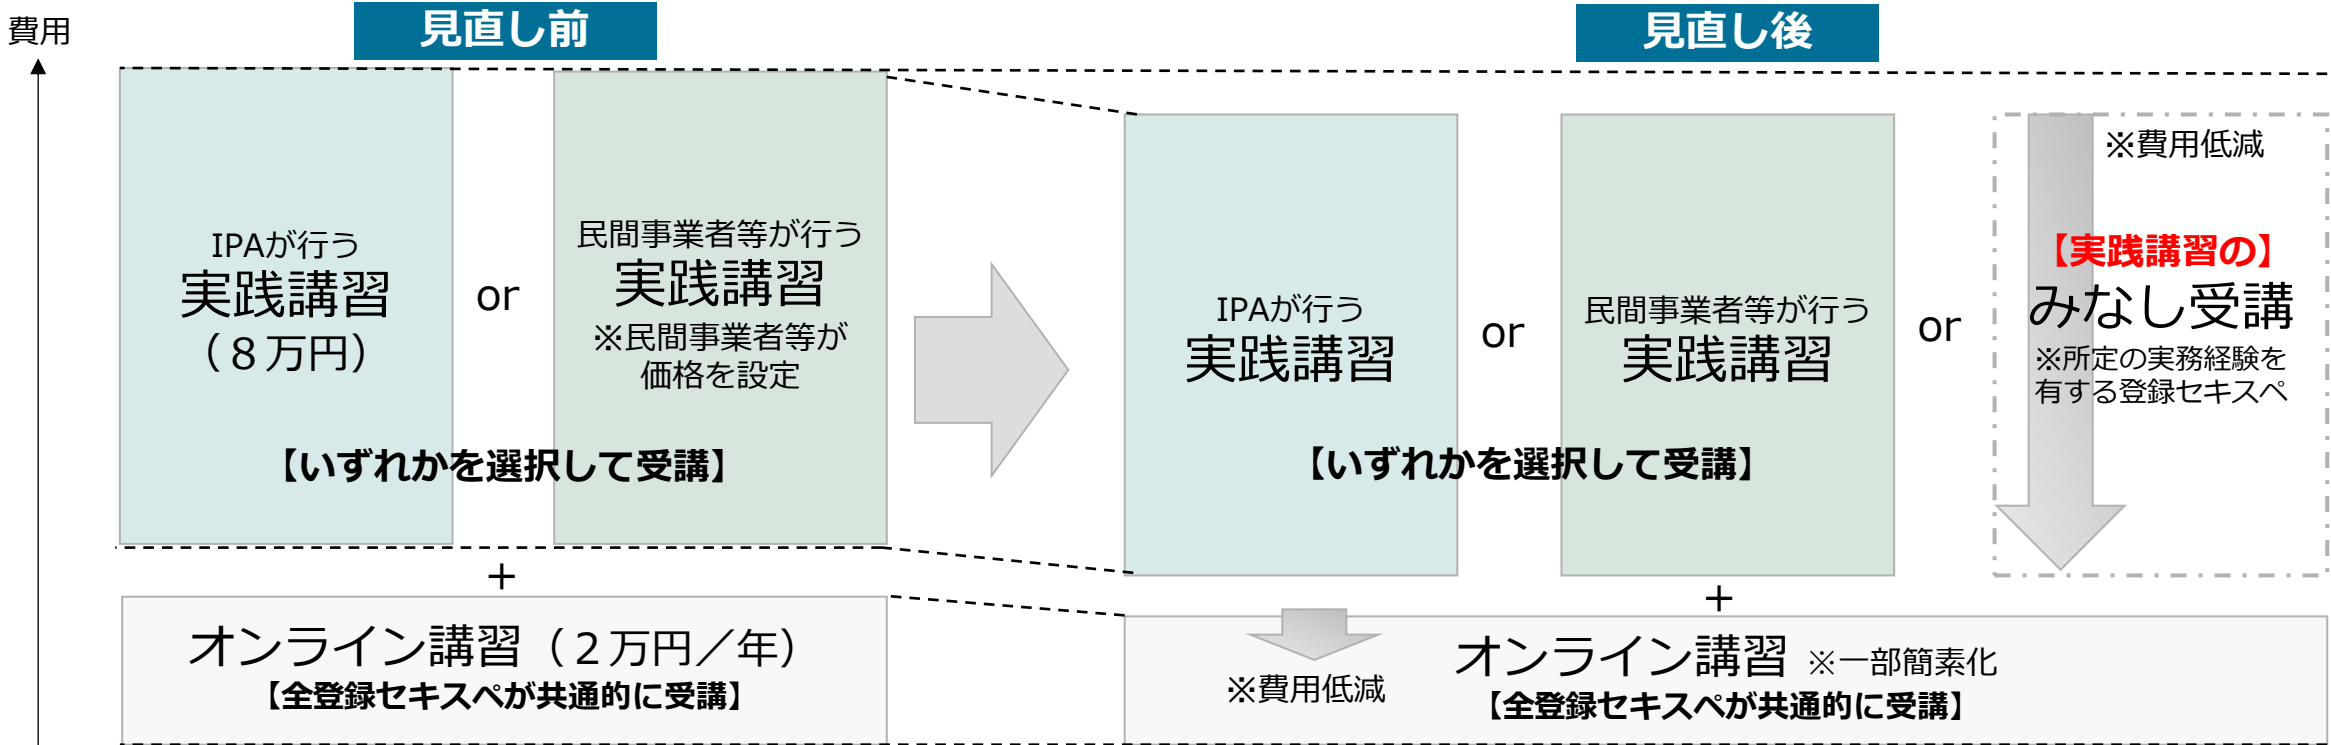 費用
見直し前
IPAが行う
実践講習
（８万円）
or
民間事業者等が行う
実践講習
※民間事業者等が
価格を設定
【いずれかを選択して受講】
+
オンライン講習（２万円／年）
【全登録セキスペが共通的に受講】
見直し後
IPAが行う
実践講習
or
民間事業者等が行う
実践講習
or
※費用低減
【実践講習の】
みなし受講
※所定の実務経験を
有する登録セキスペ
【いずれかを選択して受講】
+
※費用低減
オンライン講習 ※一部簡素化
【全登録セキスペが共通的に受講】